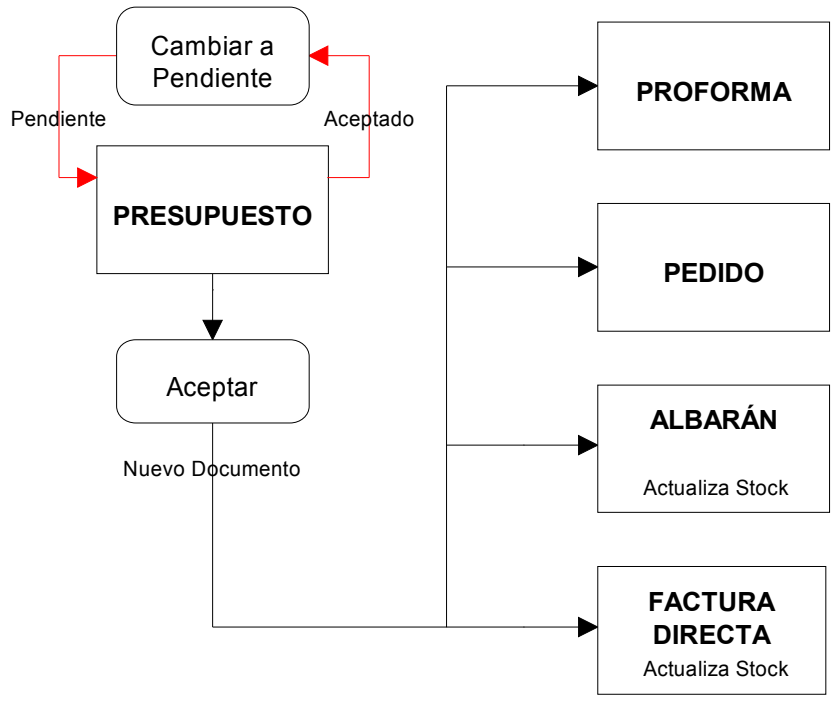 Cambiar a
Pendiente
Pendiente
Aceptado
PRESUPUESTO
Aceptar
Nuevo Documento
PROFORMA
PEDIDO
ALBARÁN
Actualiza Stock
FACTURA
DIRECTA
Actualiza Stock